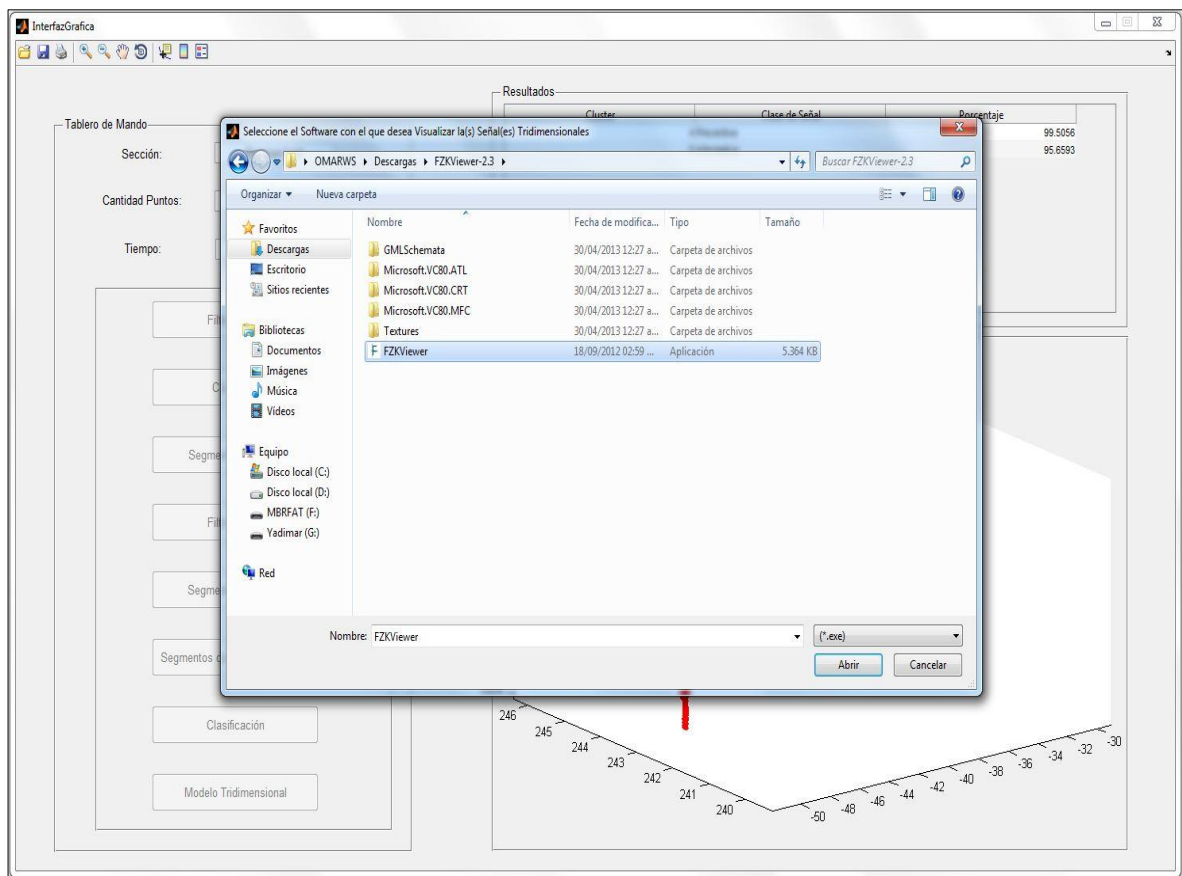 InterfazGrafica
Resultados
Cluster Clase de Señal Porcentaje
99.5056
95.6593
Tablero de Mando
Sección:
Cantidad Puntos:
Tiempo:
Segmentos
Clasificación
Modelo Tridimensional
Seleccione el Software con el que desea Visualizar la(s) Señal(es) Tridimensionales
OMARWS Descargas FZKViewer-2.3
Buscar FZKViewer-2.3
Organizar Nueva carpeta
Favoritos
Descargas
Escritorio
Sitios recientes
Bibliotecas
Documentos
Imágenes
Música
Vídeos
Equipo
Disco local (C:)
Disco local (D:)
MBRFAT (F:)
Yadimar (G:)
Red
Nombre Fecha de modifica... Tipo Tamaño
GMLSchemata 30/04/2013 12:27 a... Carpeta de archivos
Microsoft.VC80.ATL 30/04/2013 12:27 a... Carpeta de archivos
Microsoft.VC80.CRT 30/04/2013 12:27 a... Carpeta de archivos
Microsoft.VC80.MFC 30/04/2013 12:27 a... Carpeta de archivos
Textures 30/04/2013 12:27 a... Carpeta de archivos
FZKViewer 18/09/2012 02:59 ... Aplicación 5.364 KB
Nombre: FZKViewer (*.exe)
Abrir Cancelar
246
245
244
243
242
241
240
-50
-48
-46
-44
-42
-40
-38
-36
-34
-32
-30